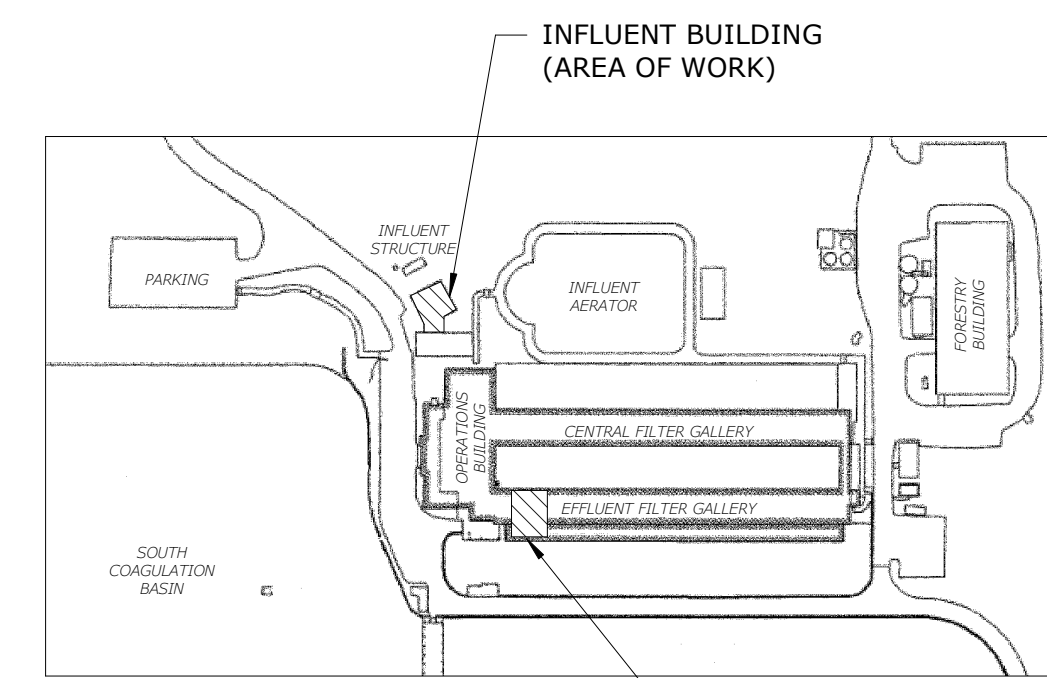 INFLUENT BUILDING
(AREA OF WORK)
INFLUENT
STRUCTURE
PARKING
INFLUENT
AERATOR
FORESTRY
BUILDING
OPERATIONS
BUILDING
CENTRAL FILTER GALLERY
EFFLUENT FILTER GALLERY
SOUTH
COAGULATION
BASIN